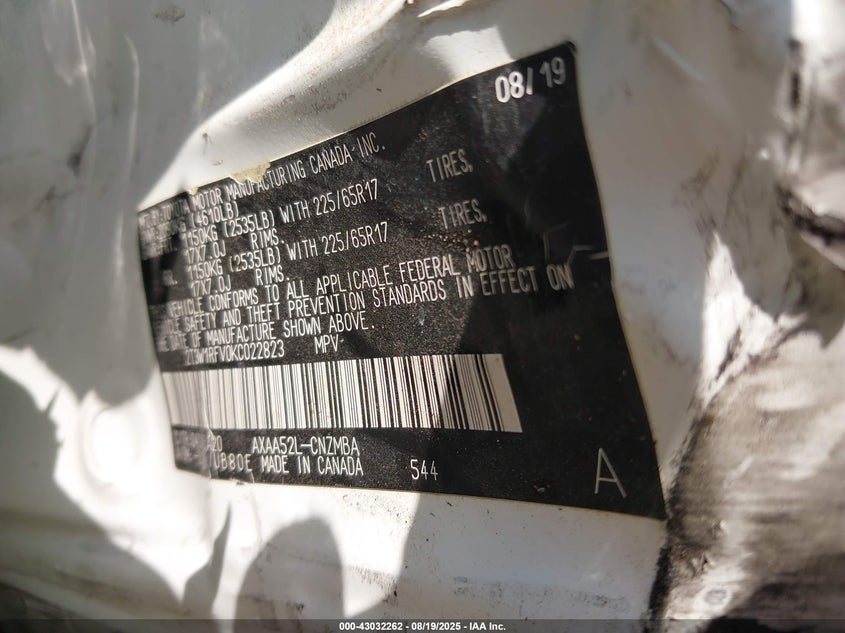 08/19
MOTOR MANUFACTURING CANADA INC.
(4610LB)
1150KG (2535LB) WITH 225/65R17 TIRES,
17X7.0J RIMS
1150KG (2535LB) WITH 225/65R17 TIRES,
17X7.0J RIMS
VEHICLE CONFORMS TO ALL APPLICABLE FEDERAL MOTOR
SAFETY AND THEFT PREVENTION STANDARDS IN EFFECT ON
DATE OF MANUFACTURE SHOWN ABOVE.
MPV
AXAA52L-CNZMBA
MADE IN CANADA 544 A
000-43032262 - 08/19/2025 - IAA Inc.